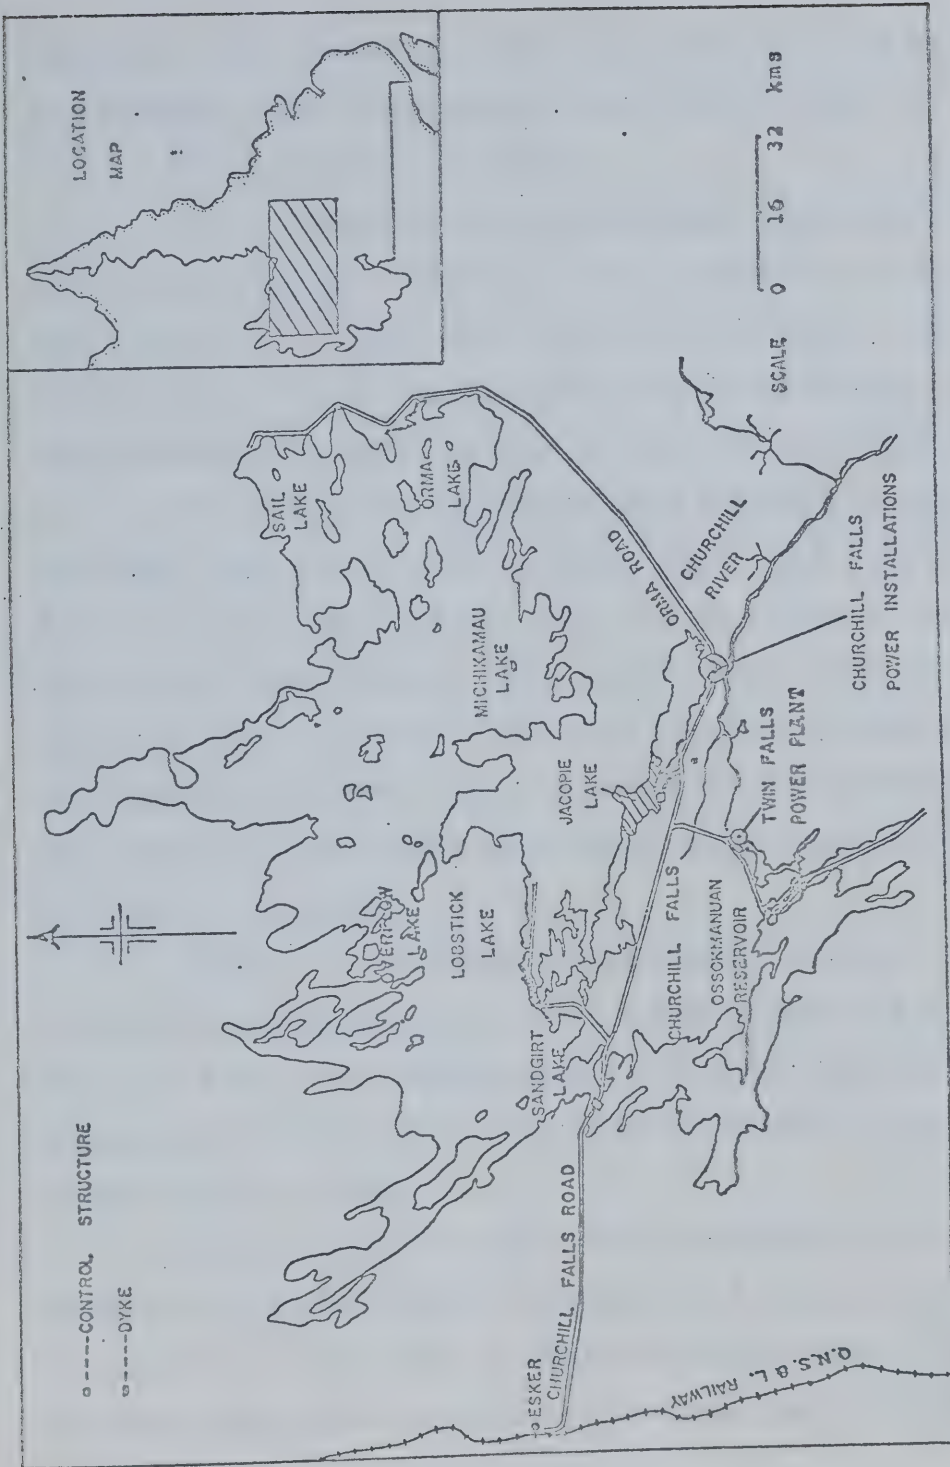 o----CONTROL STRUCTURE
o----DYKE
LOCATION
MAP
SAIL
LAKE
ORMA
LAKE
MICHIKAMAU
LAKE
OVERFLOW
LAKE
LOBSTICK
LAKE
JACOPIE
LAKE
SANDGIRT
LAKE
ORMA ROAD
CHURCHILL
RIVER
CHURCHILL FALLS
POWER INSTALLATIONS
TWIN FALLS
POWER PLANT
OSSOKMANUAN
RESERVOIR
CHURCHILL FALLS
CHURCHILL FALLS ROAD
ESKER
Q.N.S. & L. RAILWAY
SCALE
0 16 32 kms